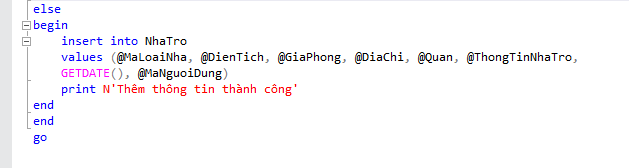 else
begin
insert into NhaTro
values (@MaLoaiNha, @DienTich, @GiaPhong, @DiaChi, @Quan, @ThongTinNhaTro,
GETDATE(), @MaNguoiDung)
print N'Thêm thông tin thành công'
end
end
go